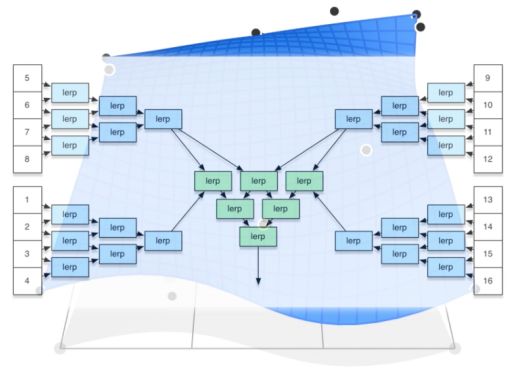 5 lerp 9
6 lerp lerp lerp lerp lerp 10
7 lerp lerp lerp lerp 11
8 lerp lerp 12
lerp lerp lerp
1 lerp lerp lerp 13
2 lerp lerp lerp lerp 14
3 lerp lerp lerp lerp lerp lerp lerp 15
4 lerp lerp 16